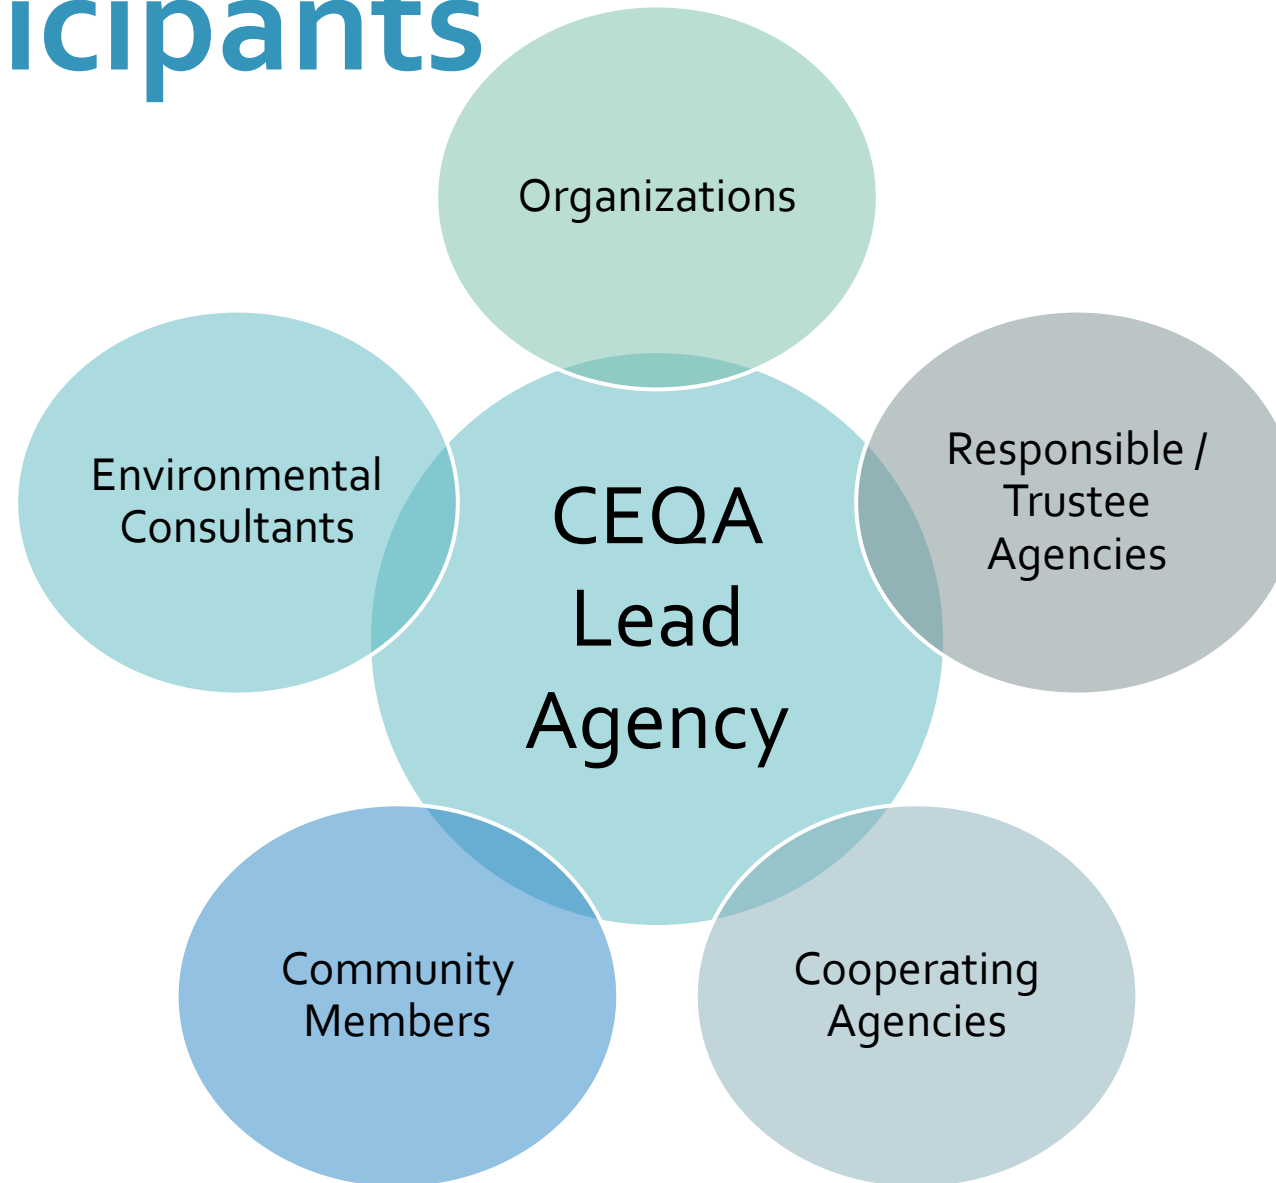 icipants
Organizations
Environmental
Consultants
Responsible /
Trustee
Agencies
CEQA
Lead
Agency
Community
Members
Cooperating
Agencies